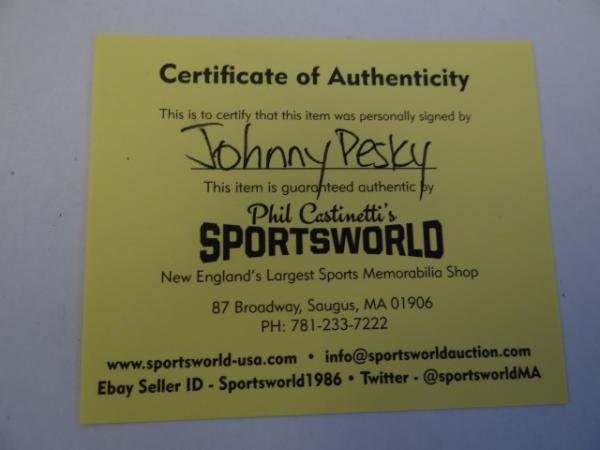 Certificate of Authenticity
This is to certify that this item was personally signed by
Johnny Pesky
This item is guaranteed authentic by
Phil Castinetti's
SPORTSWORLD
New England's Largest Sports Memorabilia Shop
87 Broadway, Saugus, MA 01906
PH: 781-233-7222
www.sportsworld-usa.com • info@sportsworldauction.com
Ebay Seller ID - Sportsworld1986 • Twitter - @sportsworldMA